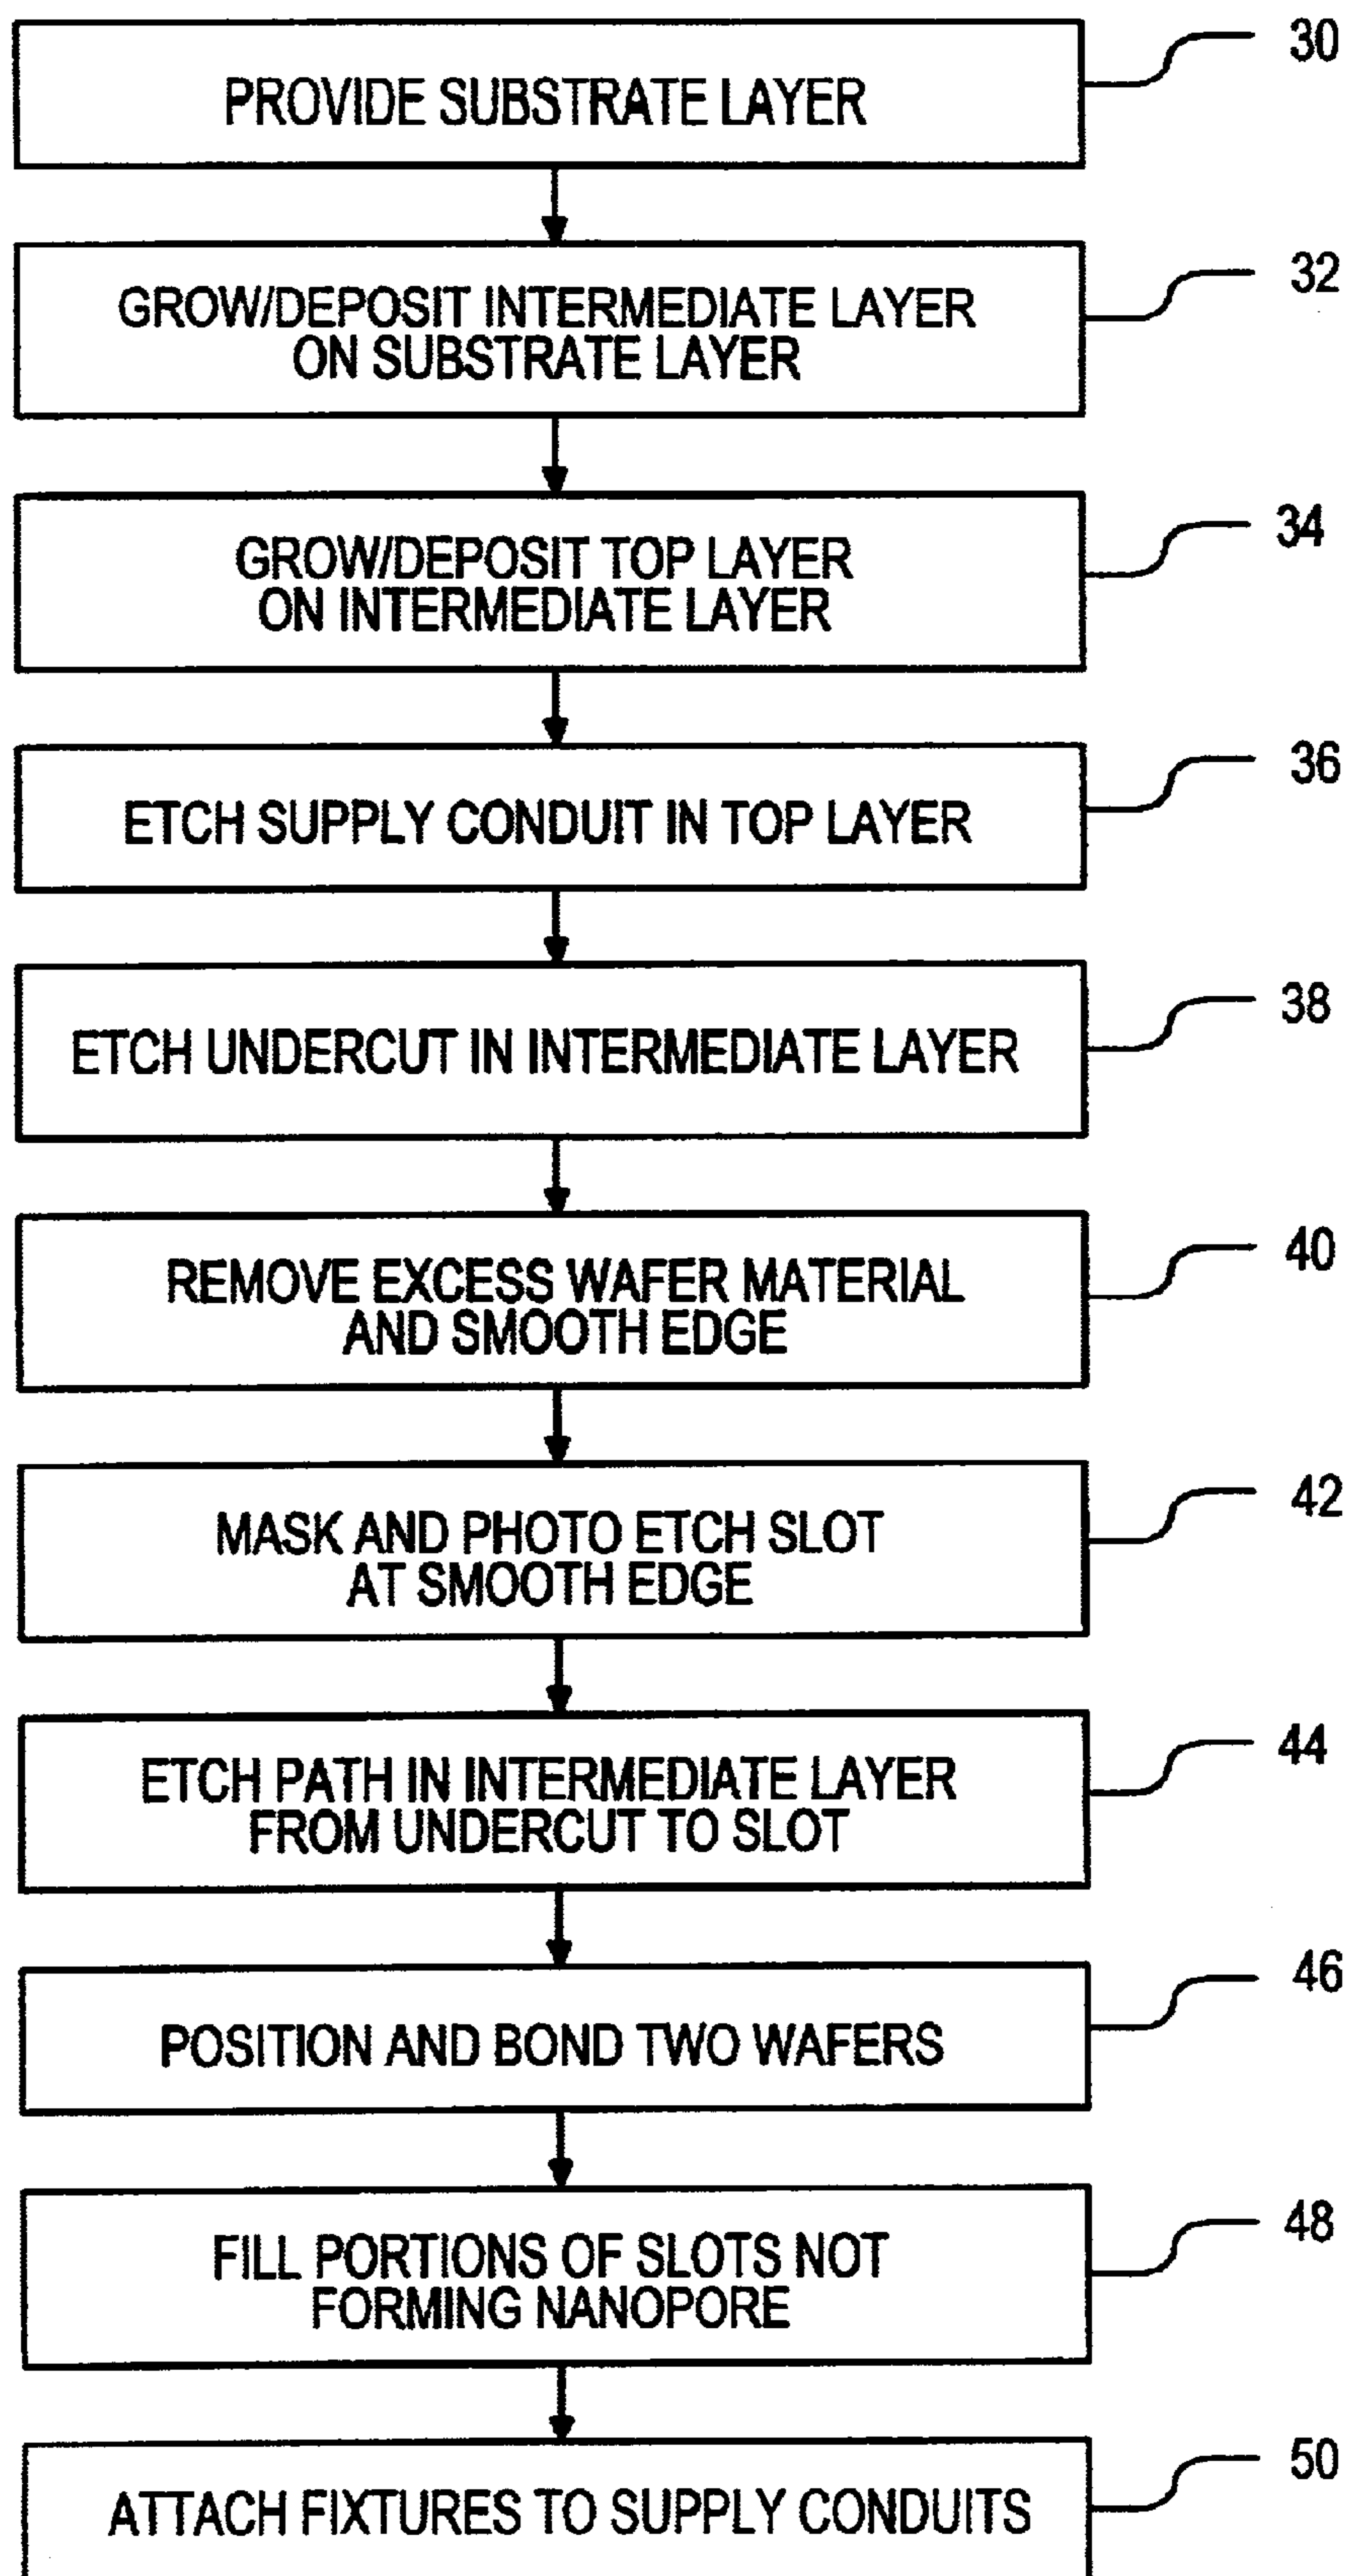 PROVIDE SUBSTRATE LAYER
30
GROW/DEPOSIT INTERMEDIATE LAYER
ON SUBSTRATE LAYER
32
GROW/DEPOSIT TOP LAYER
ON INTERMEDIATE LAYER
34
ETCH SUPPLY CONDUIT IN TOP LAYER
36
ETCH UNDERCUT IN INTERMEDIATE LAYER
38
REMOVE EXCESS WAFER MATERIAL
AND SMOOTH EDGE
40
MASK AND PHOTO ETCH SLOT
AT SMOOTH EDGE
42
ETCH PATH IN INTERMEDIATE LAYER
FROM UNDERCUT TO SLOT
44
POSITION AND BOND TWO WAFERS
46
FILL PORTIONS OF SLOTS NOT
FORMING NANOPORE
48
ATTACH FIXTURES TO SUPPLY CONDUITS
50